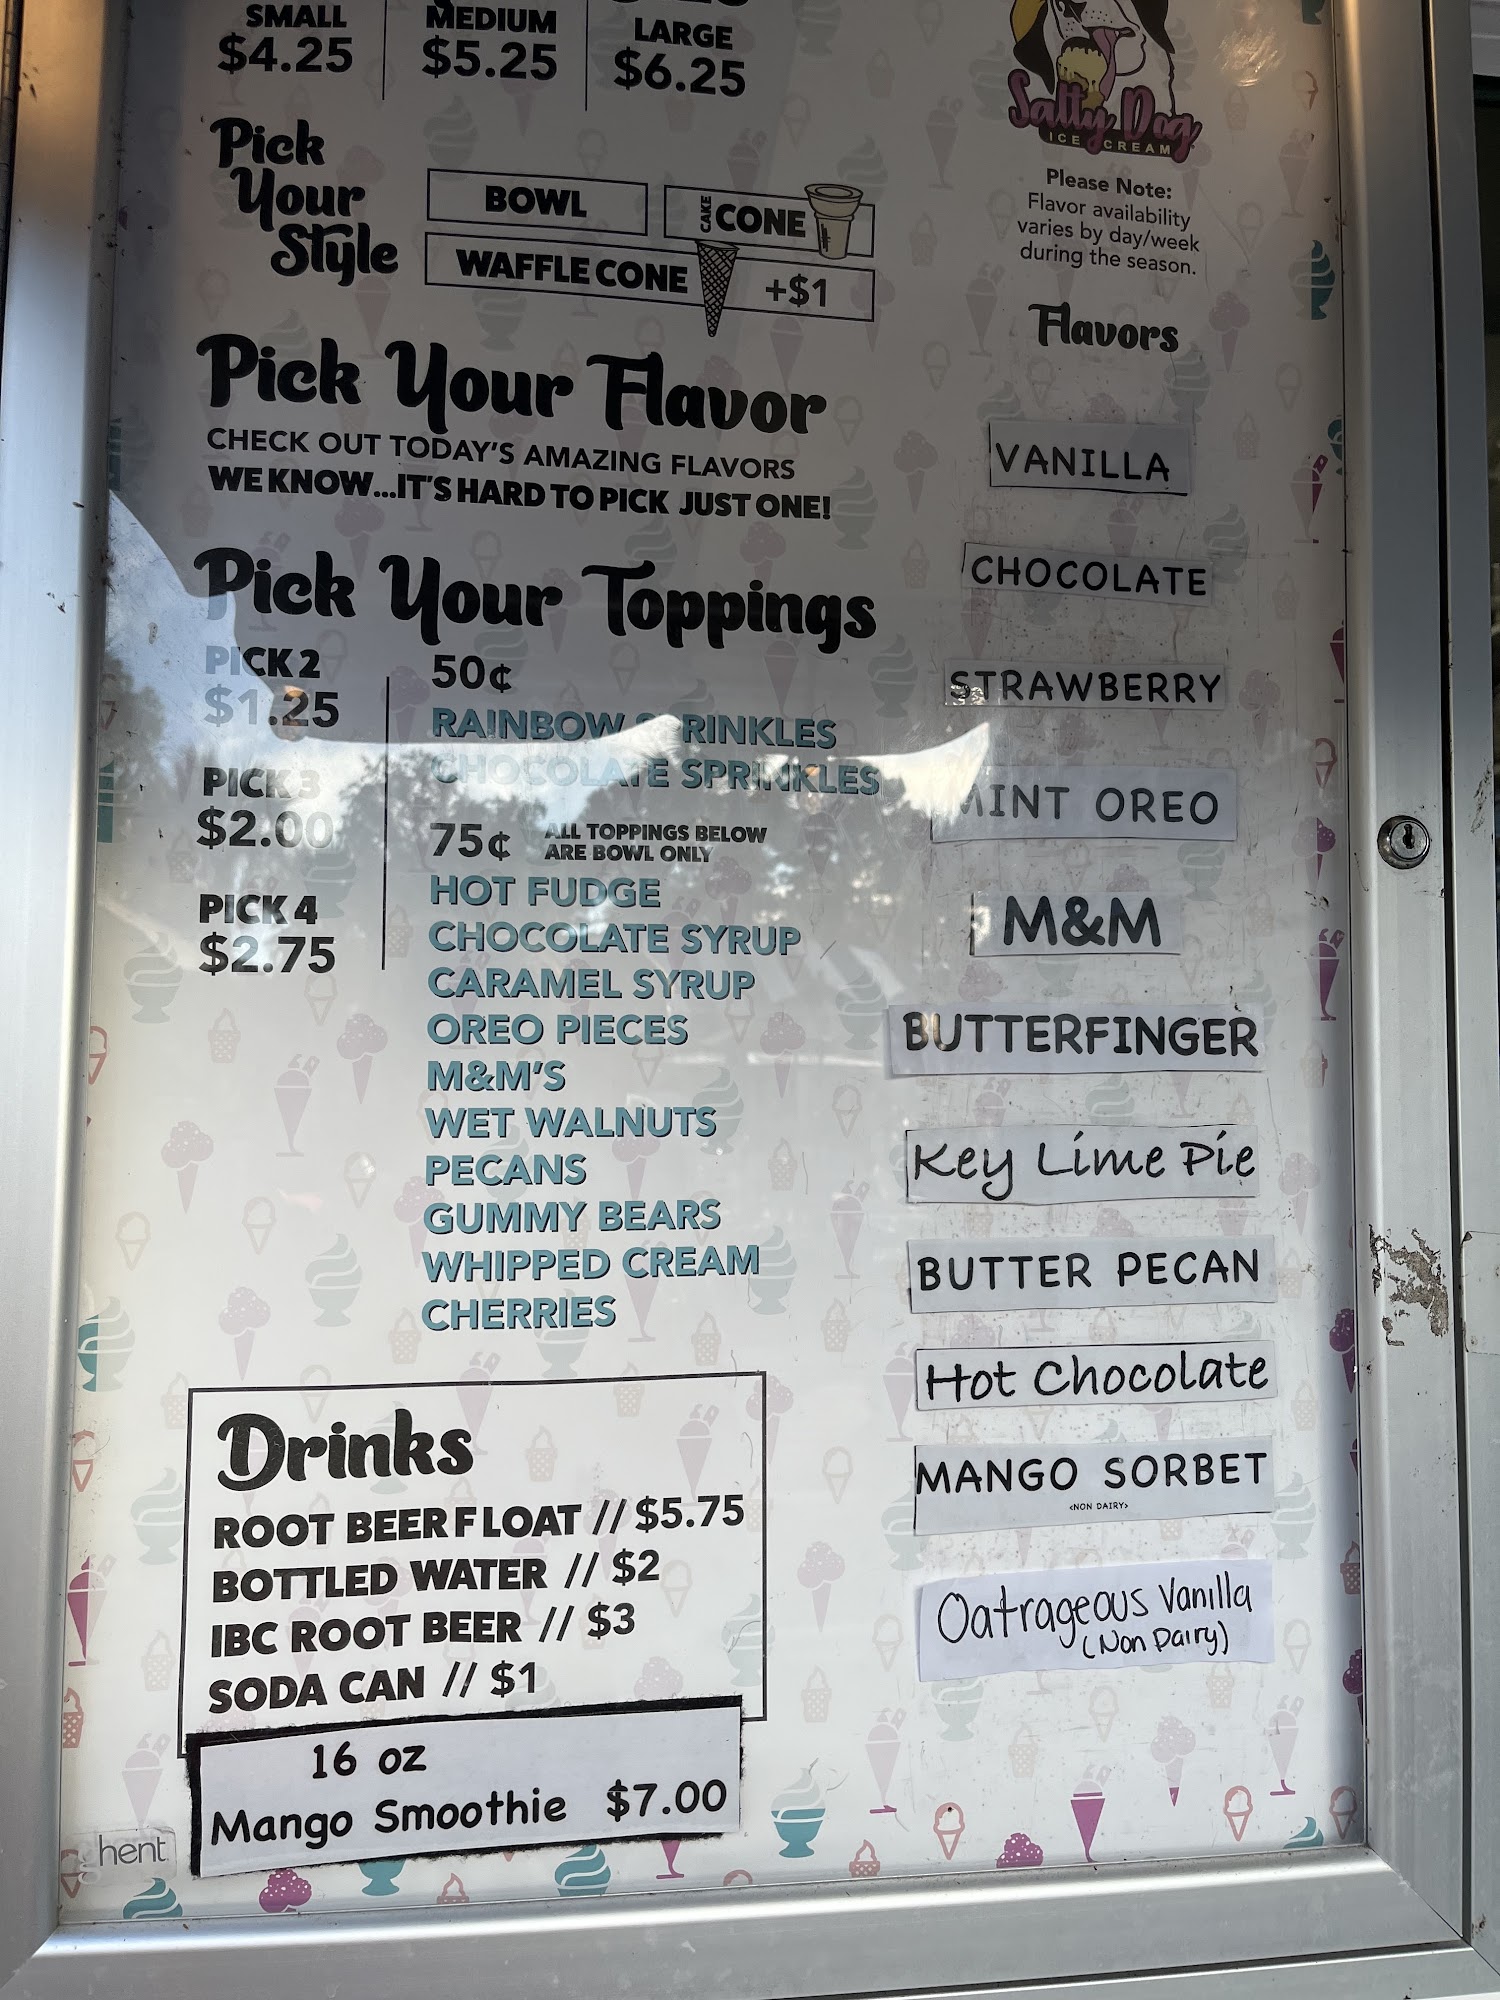 SMALL
$4.25
MEDIUM
$5.25
LARGE
$6.25
Pick
Your
Style
BOWL
CAKE CONE
WAFFLE CONE +$1
Pick Your Flavor
CHECK OUT TODAY'S AMAZING FLAVORS
WE KNOW...IT'S HARD TO PICK JUST ONE!
Pick Your Toppings
PICK 2
$1.25
PICK 3
$2.00
PICK 4
$2.75
50¢
RAINBOW SPRINKLES
CHOCOLATE SPRINKLES
75¢ ALL TOPPINGS BELOW
ARE BOWL ONLY
HOT FUDGE
CHOCOLATE SYRUP
CARAMEL SYRUP
OREO PIECES
M&M'S
WET WALNUTS
PECANS
GUMMY BEARS
WHIPPED CREAM
CHERRIES
Drinks
ROOT BEER FLOAT // $5.75
BOTTLED WATER // $2
IBC ROOT BEER // $3
SODA CAN // $1
16 oz
Mango Smoothie $7.00
ghent
Salty Dog
ICE CREAM
Please Note:
Flavor availability
varies by day/week
during the season.
Flavors
VANILLA
CHOCOLATE
STRAWBERRY
MINT OREO
M&M
BUTTERFINGER
Key Lime Pie
BUTTER PECAN
Hot Chocolate
MANGO SORBET
<NON DAIRY>
Oatrageous Vanilla
(Non Dairy)